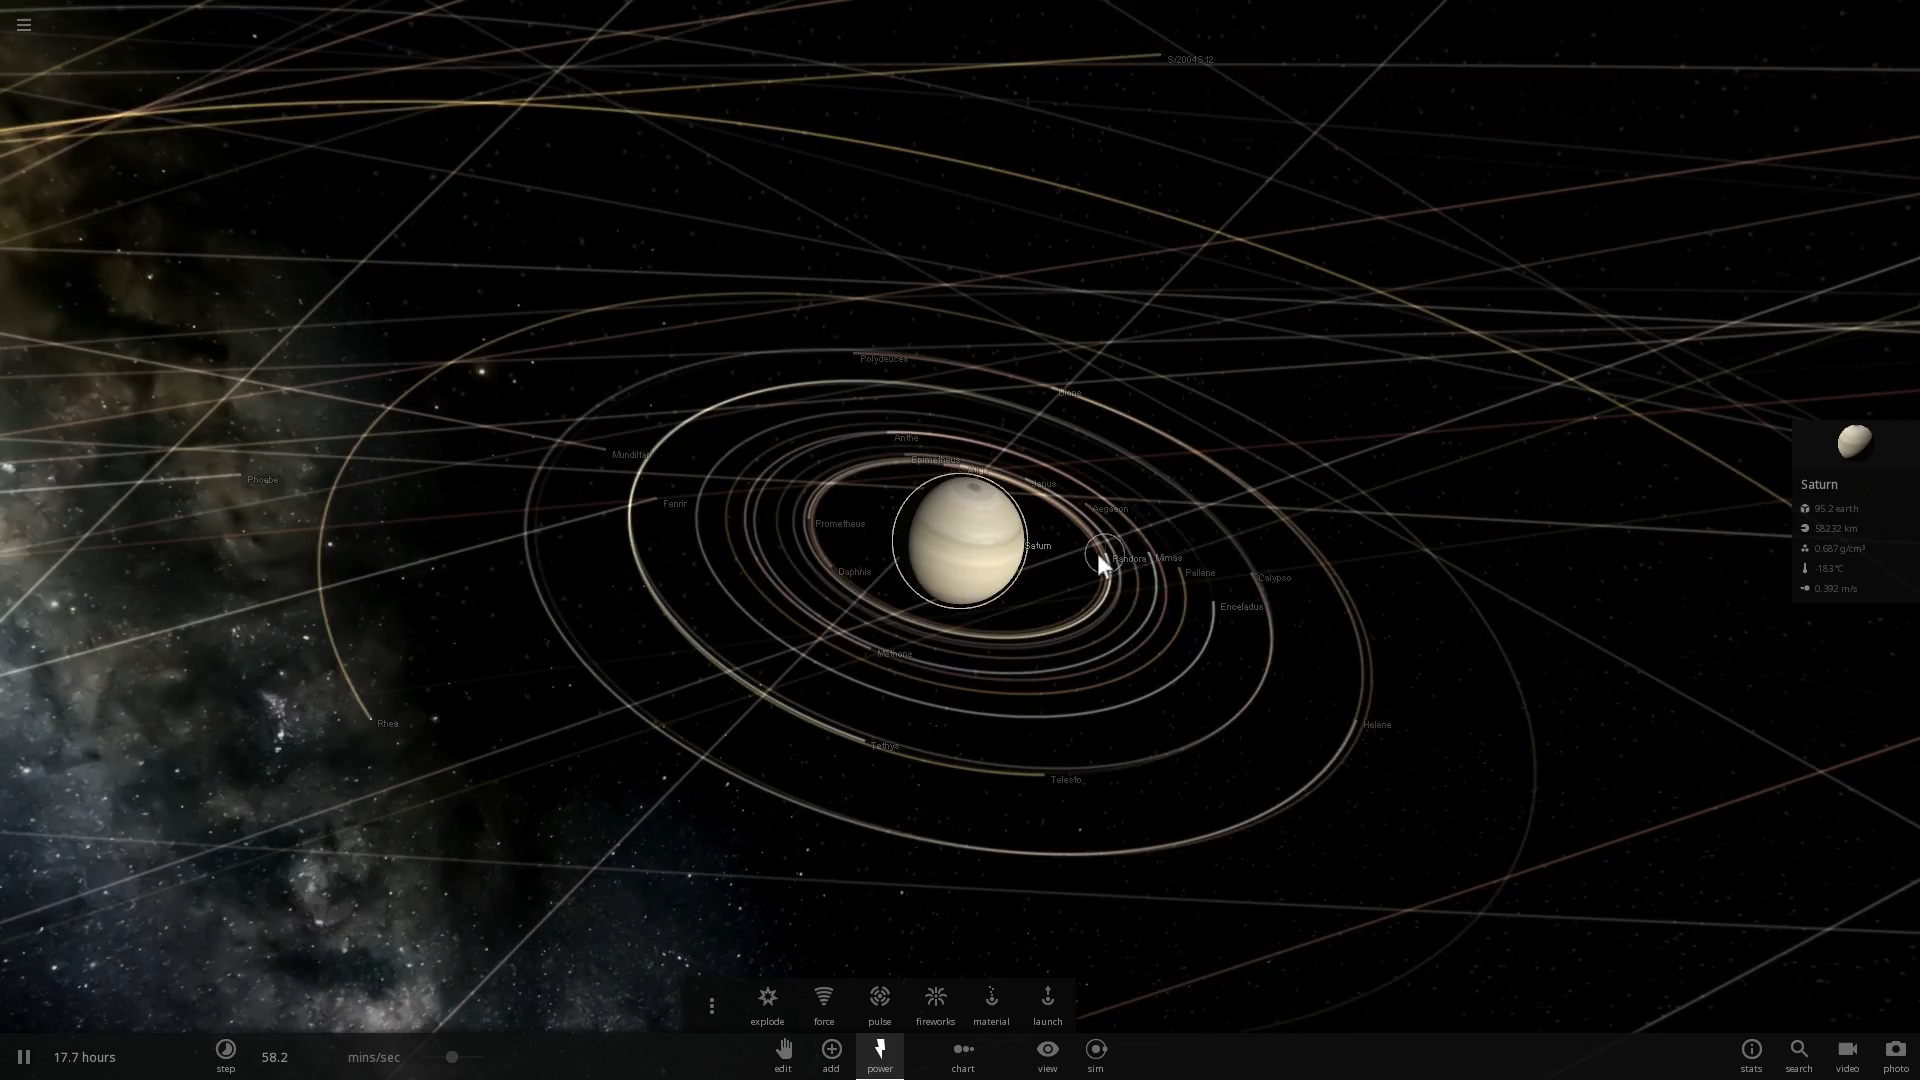 S/2004S12
Polydeuces
Dione
Anthe
Mundilfari
Epimetheus
Atlas
Phoebe
Janus
Saturn
Fenrir
Aegaeon
95.2 earth
Prometheus
58232 km
Saturn
0.687 g/cm³
Pandora
Mimas
Daphnis
Pallene
-183°C
Calypso
0.392 m/s
Enceladus
Methone
Rhea
Helene
Tethys
Telesto
explode
force
pulse
fireworks
material
launch
17.7 hours
58.2
mins/sec
step
edit
add
power
chart
view
sim
stats
search
video
photo